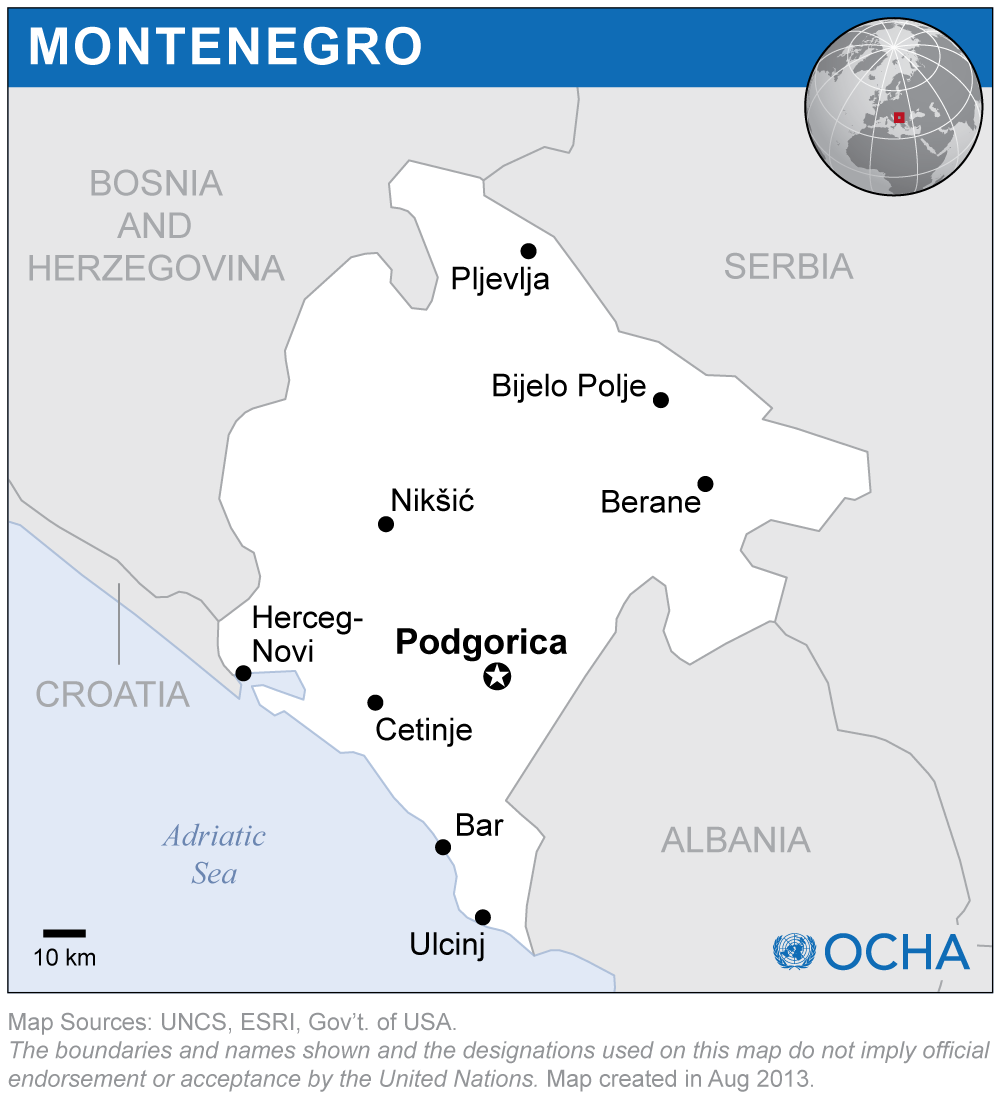 MONTENEGRO
BOSNIA
AND
HERZEGOVINA
SERBIA
Pljevlja
Bijelo Polje
Nikšić
Berane
Herceg-
Novi
Podgorica
CROATIA
Cetinje
Bar
Adriatic
Sea
ALBANIA
Ulcinj
10 km
OCHA
Map Sources: UNCS, ESRI, Gov’t. of USA.
The boundaries and names shown and the designations used on this map do not imply official
endorsement or acceptance by the United Nations. Map created in Aug 2013.